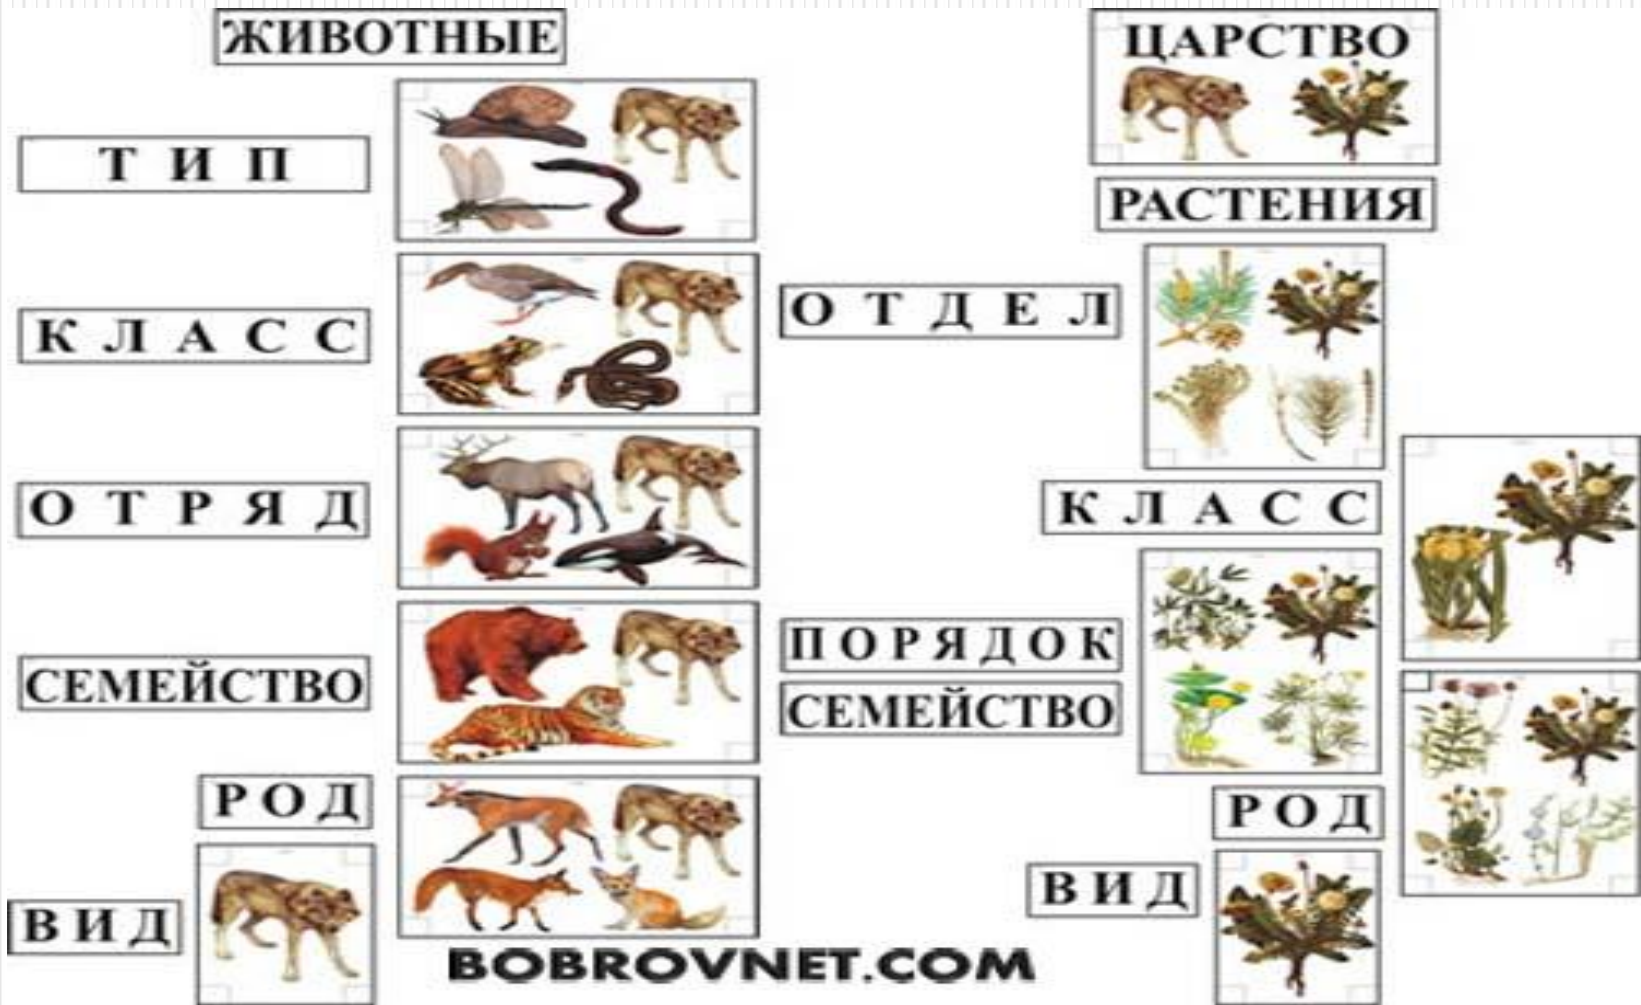 ЖИВОТНЫЕ
Т И П
К Л А С С
О Т Р Я Д
СЕМЕЙСТВО
Р О Д
В И Д
ЦАРСТВО
РАСТЕНИЯ
О Т Д Е Л
К Л А С С
П О Р Я Д О К
СЕМЕЙСТВО
Р О Д
В И Д
BOBROVNET.COM